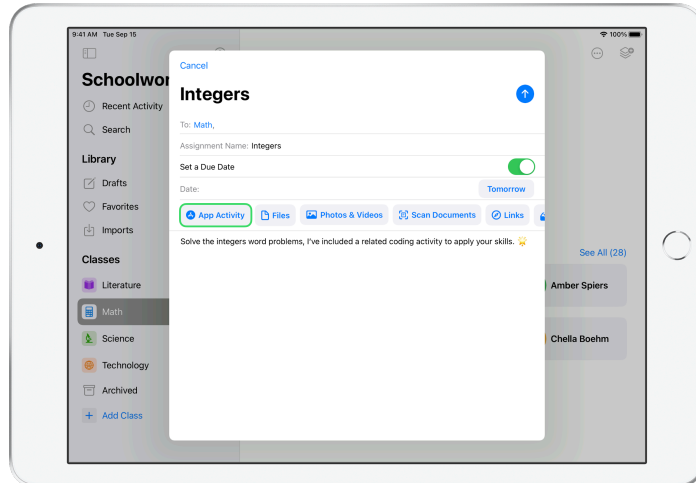 9:41 AM Tue Sep 15
100%
Schoolwor
Recent Activity
Search
Library
Drafts
Favorites
Imports
Classes
Literature
Math
Science
Technology
Archived
Add Class
Cancel
Integers
To: Math,
Assignment Name: Integers
Set a Due Date
Date: Tomorrow
App Activity Files Photos & Videos Scan Documents Links
Solve the integers word problems, I've included a related coding activity to apply your skills.
See All (28)
Amber Spiers
Chella Boehm